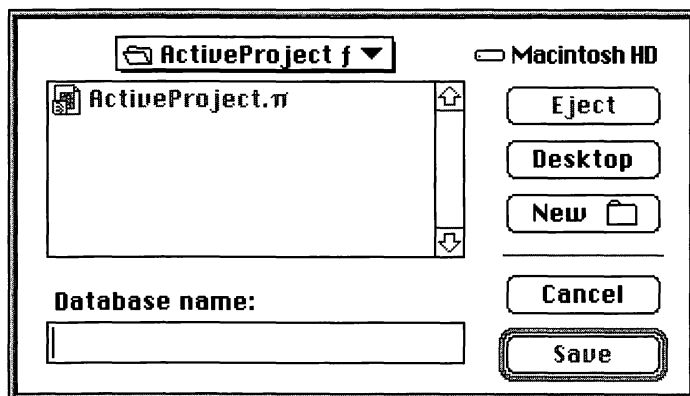 ActiveProject ƒ
Macintosh HD
ActiveProject.π
Eject
Desktop
New
Database name:
Cancel
Save